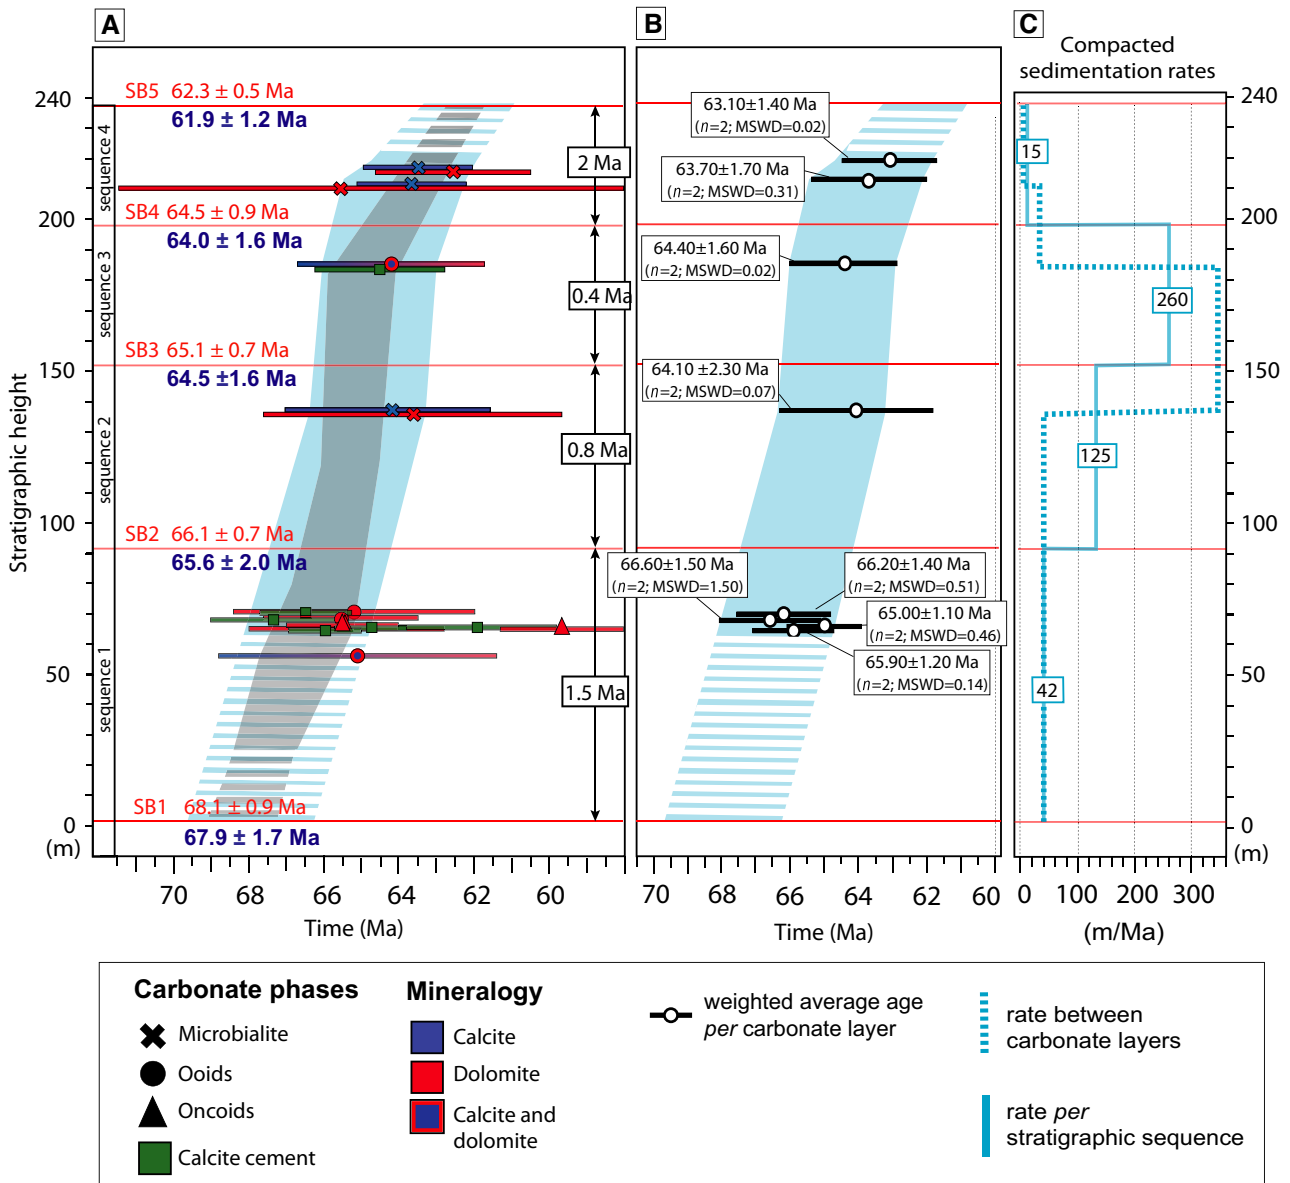 A
B
C
Compacted
sedimentation rates
Stratigraphic height
240
200
150
100
50
0
(m)
sequence 4
sequence 3
sequence 2
sequence 1
SB5 62.3 ± 0.5 Ma
61.9 ± 1.2 Ma
SB4 64.5 ± 0.9 Ma
64.0 ± 1.6 Ma
SB3 65.1 ± 0.7 Ma
64.5 ±1.6 Ma
SB2 66.1 ± 0.7 Ma
65.6 ± 2.0 Ma
SB1 68.1 ± 0.9 Ma
67.9 ± 1.7 Ma
2 Ma
0.4 Ma
0.8 Ma
1.5 Ma
70 68 66 64 62 60
Time (Ma)
63.10±1.40 Ma
(n=2; MSWD=0.02)
63.70±1.70 Ma
(n=2; MSWD=0.31)
64.40±1.60 Ma
(n=2; MSWD=0.02)
64.10 ±2.30 Ma
(n=2; MSWD=0.07)
66.60±1.50 Ma
(n=2; MSWD=1.50)
66.20±1.40 Ma
(n=2; MSWD=0.51)
65.00±1.10 Ma
(n=2; MSWD=0.46)
65.90±1.20 Ma
(n=2; MSWD=0.14)
70 66 64 62 60
Time (Ma)
15
260
125
42
240
200
150
100
50
0
(m)
0 100 200 300
(m/Ma)
Carbonate phases
Microbialite
Ooids
Oncoids
Calcite cement
Mineralogy
Calcite
Dolomite
Calcite and
dolomite
weighted average age
per carbonate layer
rate between
carbonate layers
rate per
stratigraphic sequence